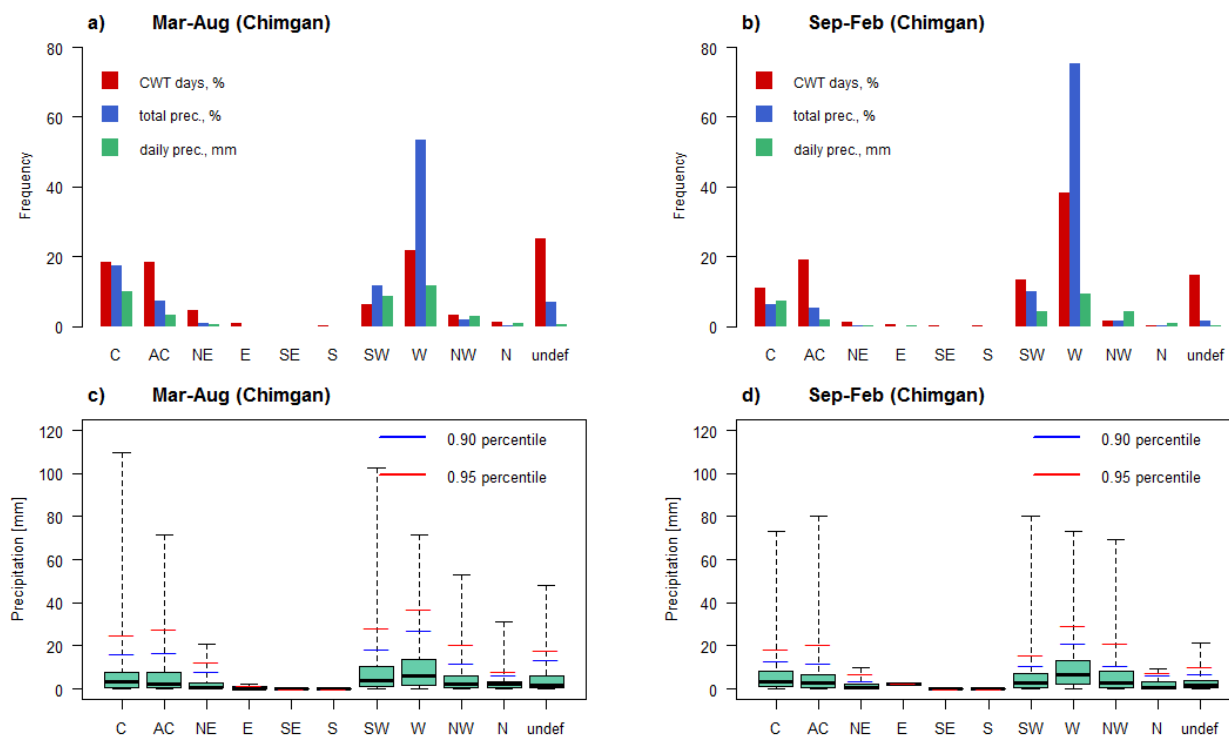 a) Mar-Aug (Chimgan)
80
60
40
20
0
Frequency
CWT days, %
total prec., %
daily prec., mm
C AC NE E SE S SW W NW N undef
b) Sep-Feb (Chimgan)
80
60
40
20
0
Frequency
CWT days, %
total prec., %
daily prec., mm
C AC NE E SE S SW W NW N undef
c) Mar-Aug (Chimgan)
120
100
80
60
40
20
0
Precipitation [mm]
0.90 percentile
0.95 percentile
C AC NE E SE S SW W NW N undef
d) Sep-Feb (Chimgan)
120
100
80
60
40
20
0
Precipitation [mm]
0.90 percentile
0.95 percentile
C AC NE E SE S SW W NW N undef